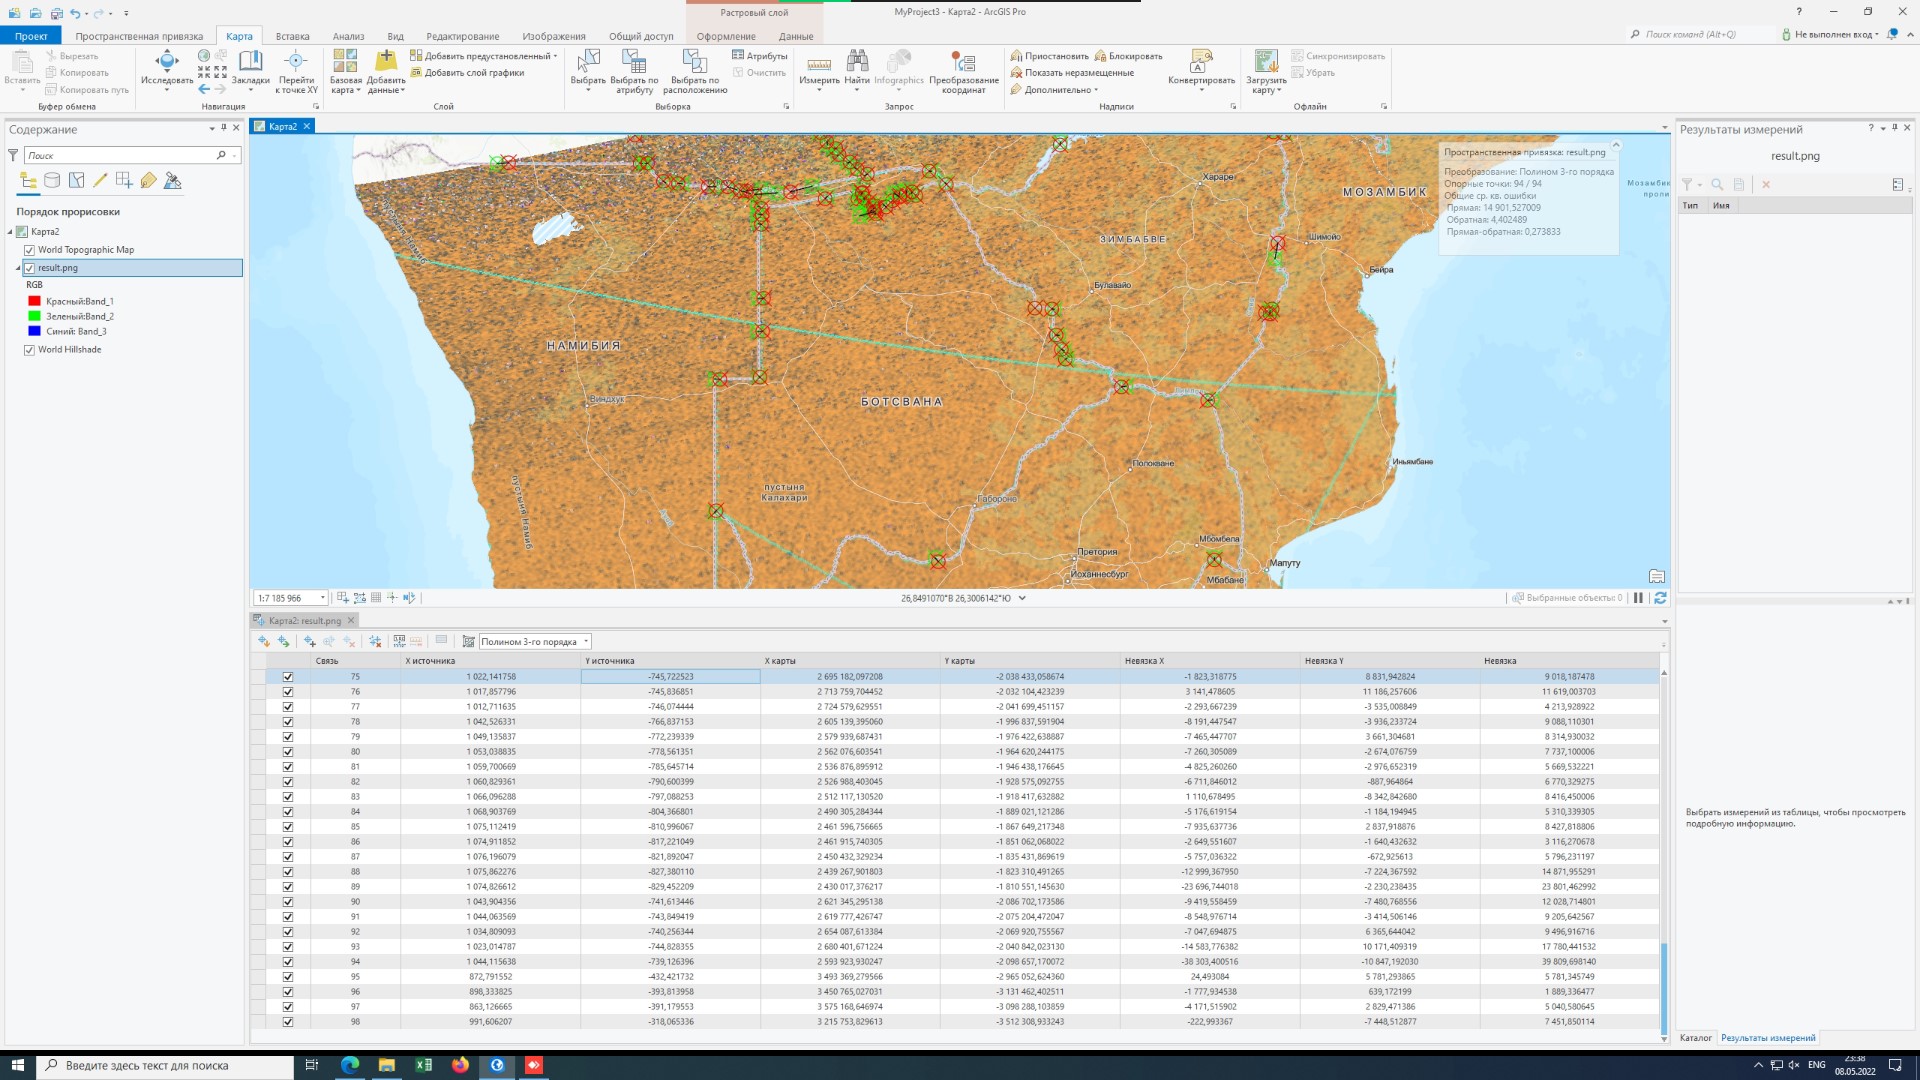 Растровый слой
MyProject3 - Карта2 - ArcGIS Pro
Проект
Пространственная привязка
Карта
Вставка
Анализ
Вид
Редактирование
Изображения
Общий доступ
Оформление
Данные
Поиск команд (Alt+Q)
Не выполнен вход
Вставить
Вырезать
Копировать
Копировать путь
Буфер обмена
Исследовать
Закладки
Перейти к точке XY
Навигация
Базовая карта
Добавить данные
Добавить предустановленный
Добавить слой графики
Слой
Выбрать
Выбрать по атрибуту
Выбрать по расположению
Атрибуты
Очистить
Выборка
Измерить
Найти
Infographics
Преобразование координат
Запрос
Приостановить
Блокировать
Показать неразмещенные
Дополнительно
Конвертировать
Надписи
Загрузить карту
Синхронизировать
Убрать
Офлайн
Содержание
Поиск
Порядок прорисовки
Карта2
World Topographic Map
result.png
RGB
Красный:Band_1
Зеленый:Band_2
Синий: Band_3
World Hillshade
Карта2
Пространственная привязка: result.png
Преобразование: Полином 3-го порядка
Опорные точки: 94 / 94
Общие ср. кв. ошибки
Прямая: 14 901,527009
Обратная: 4,402489
Прямая-обратная: 0,273833
Хараре
МОЗАМБИК
ЗИМБАБВЕ
Шимойо
Бейра
Булавайо
НАМИБИЯ
Виндхук
БОТСВАНА
пустыня Калахари
пустыня Намиб
Полокване
Габороне
Иньямбане
Претория
Йоханнесбург
Мбомбела
Мбабане
Мапуту
1:7 185 966
26,8491070°В 26,3006142°Ю
Выбранные объекты: 0
Карта2: result.png
Полином 3-го порядка
Связь X источника Y источника X карты Y карты Невязка X Невязка Y Невязка
75 1 022,141758 -745,722523 2 695 182,097208 -2 038 433,058674 -1 823,318775 8 831,942824 9 018,187478
76 1 017,857796 -745,836851 2 713 759,704452 -2 032 104,423239 3 141,478605 11 186,257606 11 619,003703
77 1 012,711635 -746,074444 2 724 579,629551 -2 041 699,451157 -2 293,667239 -3 535,008849 4 213,928922
78 1 042,526331 -766,837153 2 605 139,395060 -1 996 837,591904 -8 191,447547 -3 936,233724 9 088,110301
79 1 049,135837 -772,239339 2 579 939,687431 -1 976 422,638887 -7 465,447707 3 661,304681 8 314,930032
80 1 053,038835 -778,561351 2 562 076,603541 -1 964 620,244175 -7 260,305089 -2 674,076759 7 737,100006
81 1 059,700669 -785,645714 2 536 876,895912 -1 946 438,176645 -4 825,260260 -2 976,652319 5 669,532221
82 1 060,829361 -790,600399 2 526 988,403045 -1 928 575,092755 -6 711,846012 -887,964864 6 770,329275
83 1 066,096288 -797,088253 2 512 117,130520 -1 918 417,632882 1 110,678495 -8 342,842680 8 416,450006
84 1 068,903769 -804,366801 2 490 305,284344 -1 889 021,121286 -5 176,619154 -1 184,194945 5 310,339305
85 1 075,112419 -810,996067 2 461 596,756665 -1 867 649,217348 -7 935,637736 2 837,918876 8 427,818806
86 1 074,911852 -817,221049 2 461 915,740305 -1 851 062,068022 -2 649,551607 -1 640,432632 3 116,270678
87 1 076,196079 -821,892047 2 450 432,329234 -1 835 431,869619 -5 757,036322 -672,925613 5 796,231197
88 1 075,862276 -827,380110 2 439 267,901803 -1 823 310,491265 -12 999,367950 -7 224,367592 14 871,955291
89 1 074,826612 -829,452209 2 430 017,376217 -1 810 551,145630 -23 696,744018 -2 230,238435 23 801,462992
90 1 043,904356 -741,613446 2 621 345,295138 -2 086 702,173586 -9 419,558459 -7 480,768556 12 028,714801
91 1 044,063569 -743,849419 2 619 777,426747 -2 075 204,472047 -8 548,976714 -3 414,506146 9 205,642567
92 1 034,809093 -740,256344 2 654 087,613384 -2 069 920,755567 -7 047,694875 6 365,644042 9 496,916716
93 1 023,014787 -744,828355 2 680 401,671224 -2 040 842,023130 -14 583,776382 10 171,409319 17 780,441532
94 1 044,115638 -739,126396 2 593 923,930247 -2 098 657,170072 -38 303,400516 -10 847,192030 39 809,698140
95 872,791552 -432,421732 3 493 369,279566 -2 965 052,624360 24,493084 5 781,293865 5 781,345749
96 898,333825 -393,813958 3 450 765,027031 -3 131 462,402511 -1 777,934538 639,172199 1 889,336477
97 863,126665 -391,179553 3 575 168,646974 -3 098 288,103859 -4 171,515902 2 829,471386 5 040,580645
98 991,606207 -318,065336 3 215 753,829613 -3 512 308,933243 -222,993367 -7 448,512877 7 451,850114
Результаты измерений
result.png
Тип Имя
Выбрать измерений из таблицы, чтобы просмотреть
подробную информацию.
Каталог
Результаты измерений
Введите здесь текст для поиска
ENG
23:38
08.05.2022